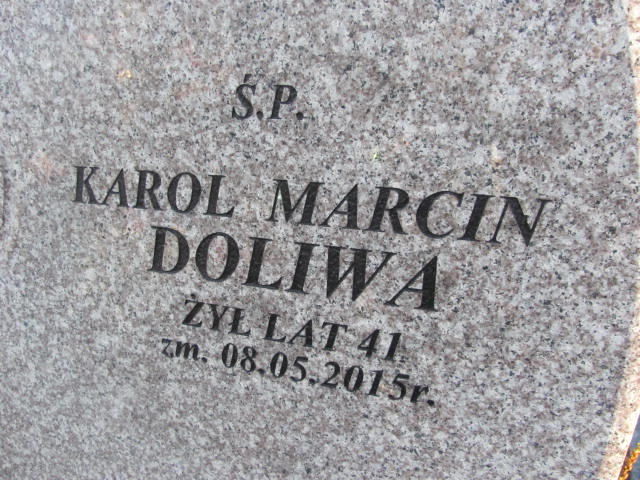 Ś.P.
KAROL MARCIN
DOLIWA
ŻYŁ LAT 41
zm. 08.05.2015r.